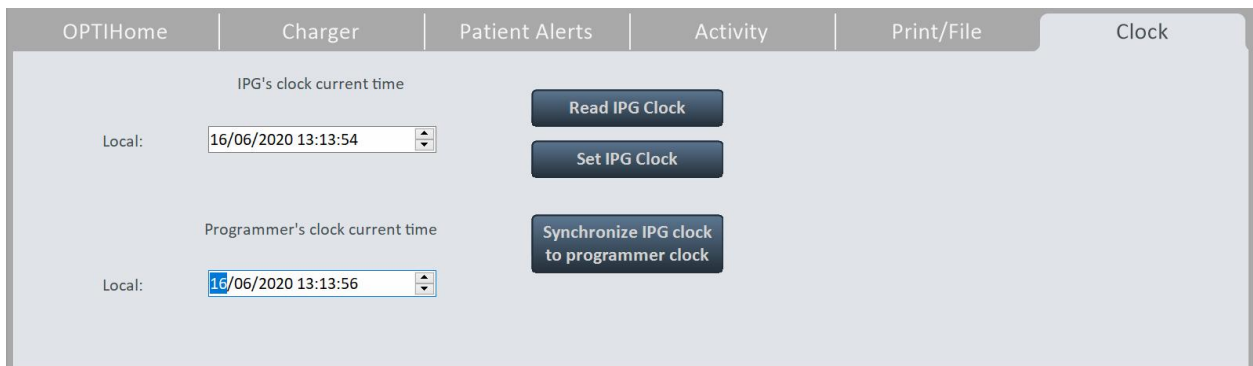 OPTIHome Charger Patient Alerts Activity Print/File Clock
IPG's clock current time
Read IPG Clock
Local: 16/06/2020 13:13:54
Set IPG Clock
Programmer's clock current time
Synchronize IPG clock
to programmer clock
Local: 16/06/2020 13:13:56